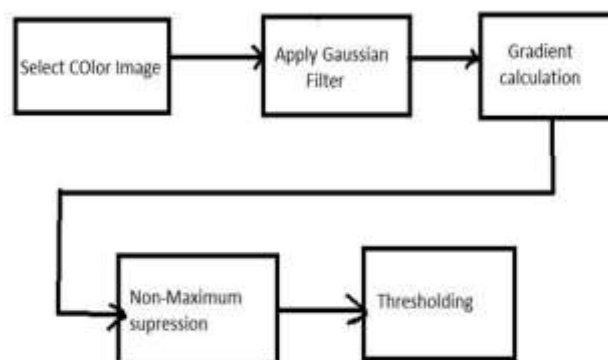 Select COlor Image
Apply Gaussian
Filter
Gradient
calculation
Non-Maximum
supression
Thresholding